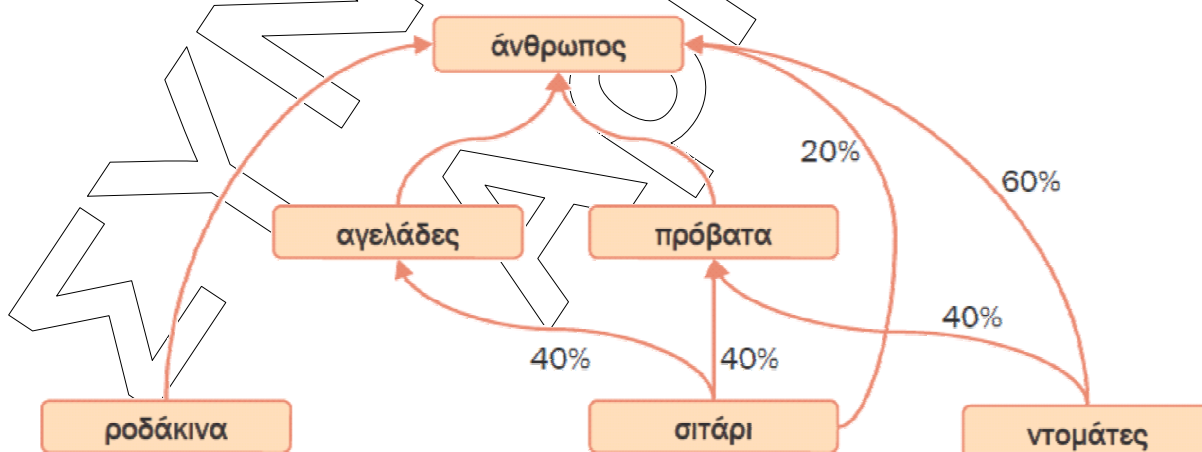 άνθρωπος
20%
60%
αγελάδες
πρόβατα
40%
40%
40%
ροδάκινα
σιτάρι
ντομάτες